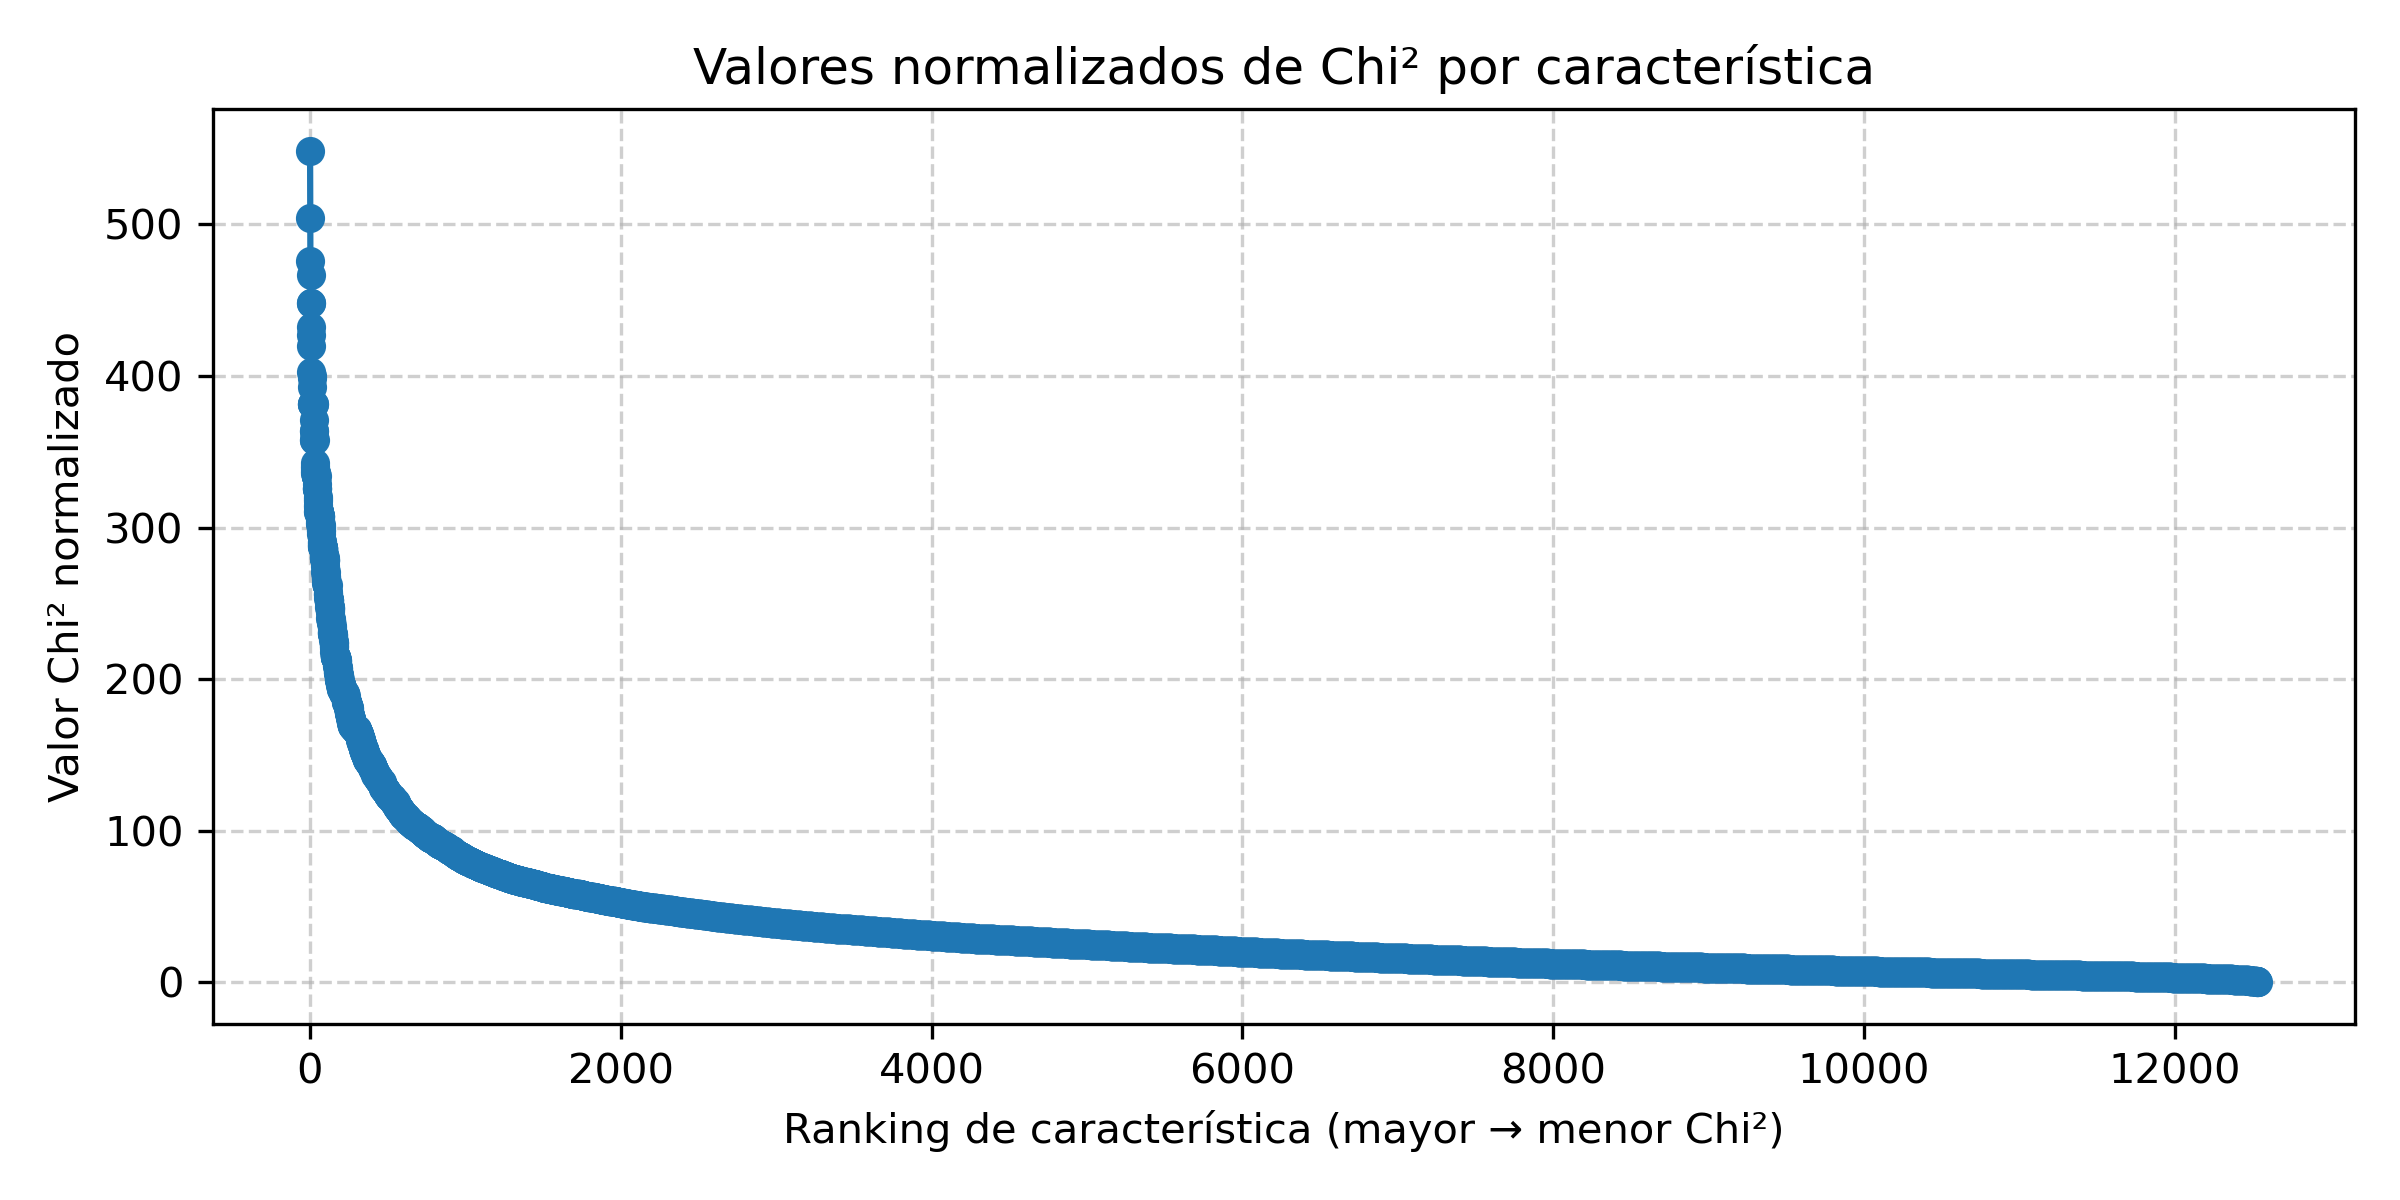 Valores normalizados de Chi² por característica
Valor Chi² normalizado
500
400
300
200
100
0
0 2000 4000 6000 8000 10000 12000
Ranking de característica (mayor → menor Chi²)